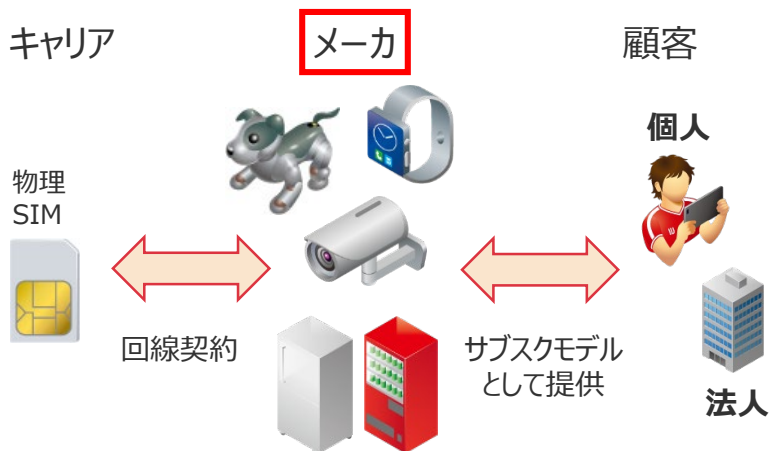 キャリア
メーカ
顧客
物理
SIM
回線契約
サブスクモデル
として提供
個人
法人